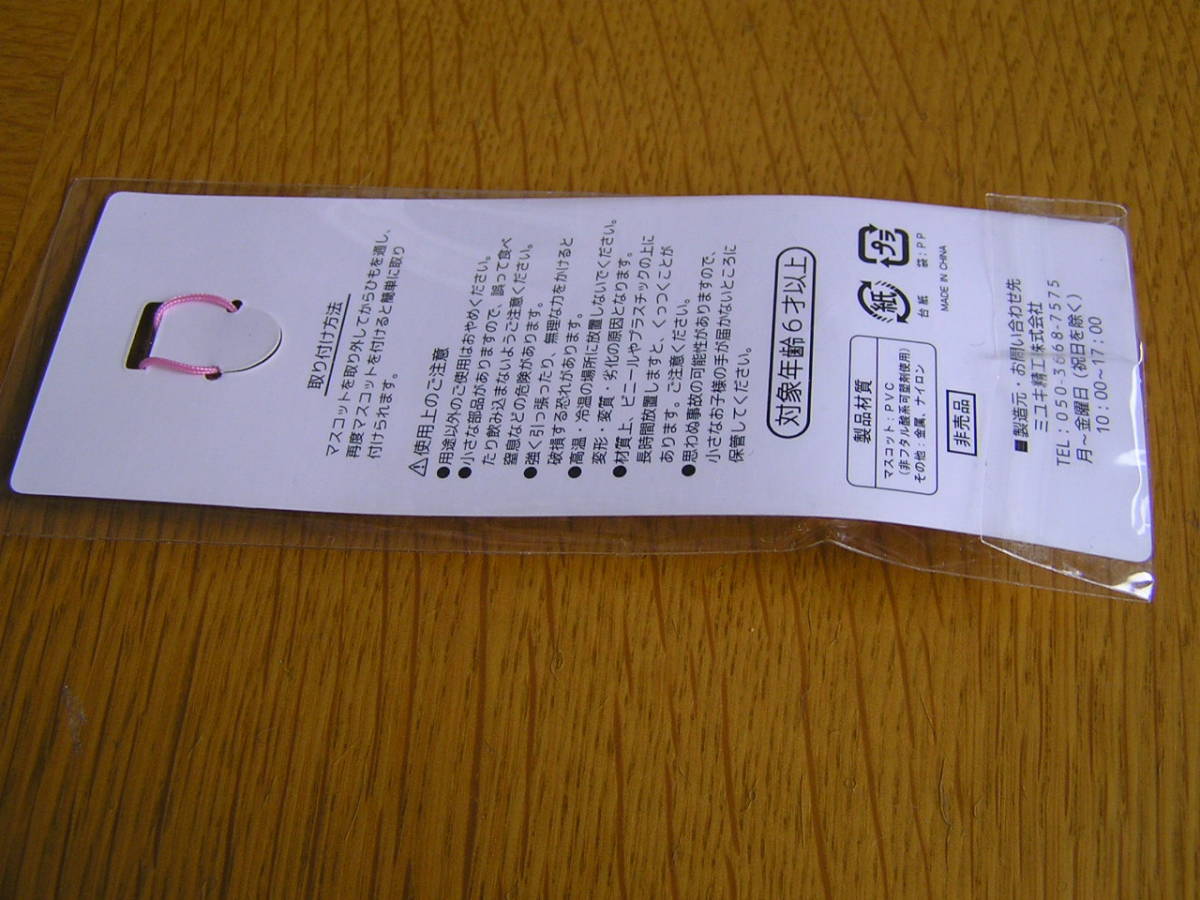 取り付け方法
マスコットを取り外してからひもを通し、
再度マスコットを付けると簡単に取り
付けられます。
⚠使用上のご注意
●用途以外のご使用はおやめください。
●小さな部品がありますので、誤って食べ
たり飲み込まないようご注意ください。
窒息などの危険があります。
●強く引っ張ったり、無理な力をかけると
破損する恐れがあります。
●高温・冷温の場所に放置しないでください。
変形・変質・劣化の原因となります。
●材質上、ビニールやプラスチックの上に
長時間放置しますと、くっつくことが
あります。ご注意ください。
●思わぬ事故の可能性がありますので、
小さなお子様の手が届かないところに
保管してください。
対象年齢6才以上
製品材質
マスコット:PVC
(非フタル酸系可塑剤使用)
その他:金属、ナイロン
紙
台紙
プラ
袋:PP
MADE IN CHINA
非売品
■製造元・お問い合わせ先
ミユキ精工株式会社
TEL:050-3668-7575
月~金曜日(祝日を除く)
10:00~17:00